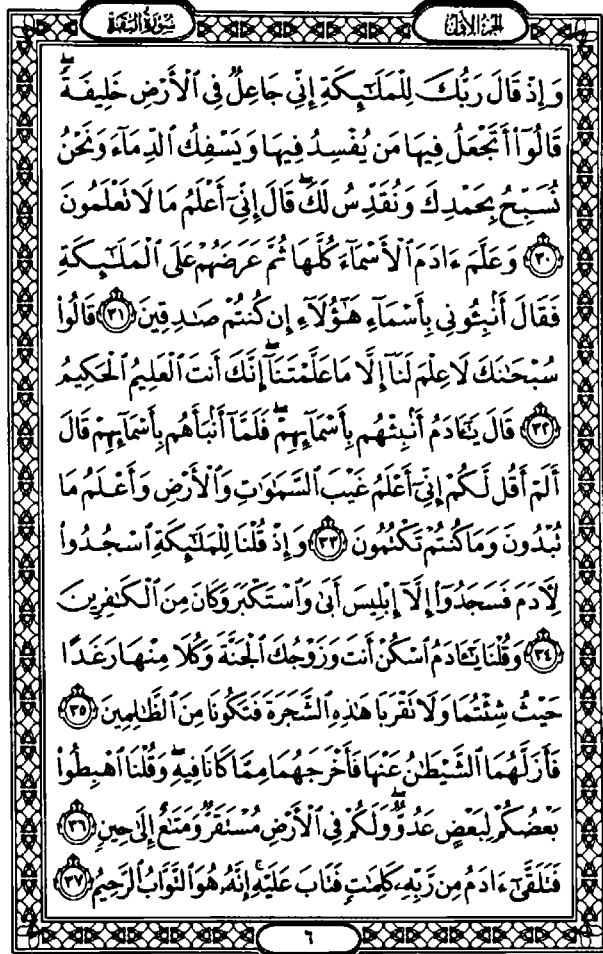 الجزء الأول
سورة البقرة
وَإِذْ قَالَ رَبُّكَ لِلْمَلَٰٓئِكَةِ إِنِّي جَاعِلٌ فِي ٱلْأَرْضِ خَلِيفَةًۖ
قَالُوٓا۟ أَتَجْعَلُ فِيهَا مَن يُفْسِدُ فِيهَا وَيَسْفِكُ ٱلدِّمَآءَ وَنَحْنُ
نُسَبِّحُ بِحَمْدِكَ وَنُقَدِّسُ لَكَۖ قَالَ إِنِّيٓ أَعْلَمُ مَا لَا تَعْلَمُونَ
٣٠ وَعَلَّمَ ءَادَمَ ٱلْأَسْمَآءَ كُلَّهَا ثُمَّ عَرَضَهُمْ عَلَى ٱلْمَلَٰٓئِكَةِ
فَقَالَ أَنۢبِـُٔونِي بِأَسْمَآءِ هَٰٓؤُلَآءِ إِن كُنتُمْ صَٰدِقِينَ ٣١ قَالُوا۟
سُبْحَٰنَكَ لَا عِلْمَ لَنَآ إِلَّا مَا عَلَّمْتَنَآۖ إِنَّكَ أَنتَ ٱلْعَلِيمُ ٱلْحَكِيمُ
٣٢ قَالَ يَٰٓـَٔادَمُ أَنۢبِئْهُم بِأَسْمَآئِهِمْۖ فَلَمَّآ أَنۢبَأَهُم بِأَسْمَآئِهِمْ قَالَ
أَلَمْ أَقُل لَّكُمْ إِنِّيٓ أَعْلَمُ غَيْبَ ٱلسَّمَٰوَٰتِ وَٱلْأَرْضِ وَأَعْلَمُ مَا
تُبْدُونَ وَمَا كُنتُمْ تَكْتُمُونَ ٣٣ وَإِذْ قُلْنَا لِلْمَلَٰٓئِكَةِ ٱسْجُدُوا۟
لِـَٔادَمَ فَسَجَدُوٓا۟ إِلَّآ إِبْلِيسَ أَبَىٰ وَٱسْتَكْبَرَ وَكَانَ مِنَ ٱلْكَٰفِرِينَ
٣٤ وَقُلْنَا يَٰٓـَٔادَمُ ٱسْكُنْ أَنتَ وَزَوْجُكَ ٱلْجَنَّةَ وَكُلَا مِنْهَا رَغَدًا
حَيْثُ شِئْتُمَا وَلَا تَقْرَبَا هَٰذِهِ ٱلشَّجَرَةَ فَتَكُونَا مِنَ ٱلظَّٰلِمِينَ ٣٥
فَأَزَلَّهُمَا ٱلشَّيْطَٰنُ عَنْهَا فَأَخْرَجَهُمَا مِمَّا كَانَا فِيهِۖ وَقُلْنَا ٱهْبِطُوا۟
بَعْضُكُمْ لِبَعْضٍ عَدُوٌّۖ وَلَكُمْ فِي ٱلْأَرْضِ مُسْتَقَرٌّ وَمَتَٰعٌ إِلَىٰ حِينٍ ٣٦
فَتَلَقَّىٰٓ ءَادَمُ مِن رَّبِّهِۦ كَلِمَٰتٍ فَتَابَ عَلَيْهِۚ إِنَّهُۥ هُوَ ٱلتَّوَّابُ ٱلرَّحِيمُ ٣٧
٦